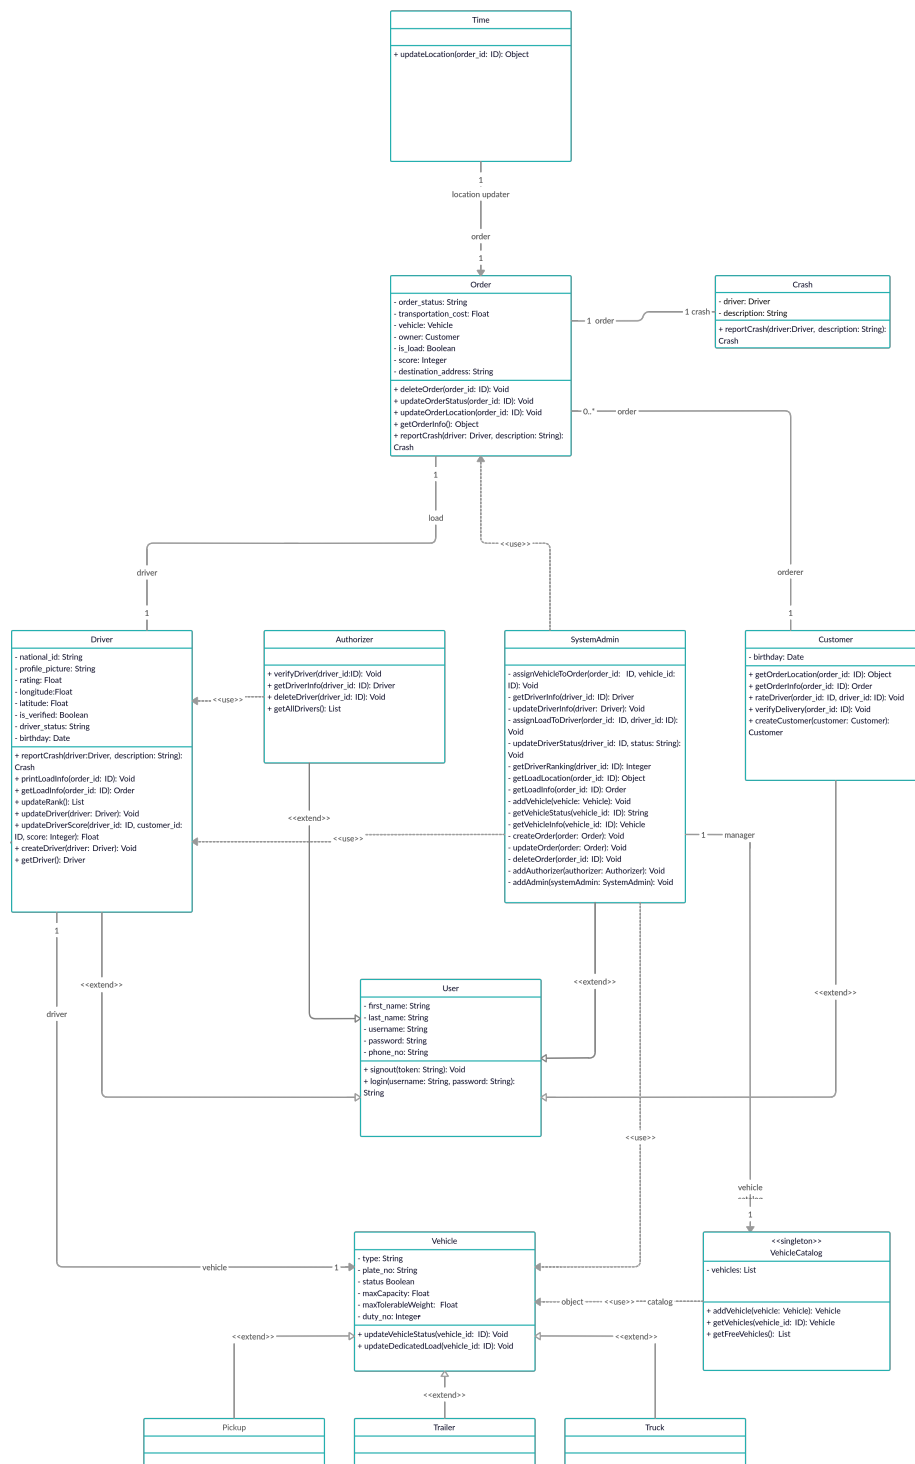 Time
+ updateLocation(order_id: ID): Object
1
location updater
order
1
Order
- order_status: String
- transportation_cost: Float
- vehicle: Vehicle
- owner: Customer
- is_load: Boolean
- score: Integer
- destination_address: String
+ deleteOrder(order_id: ID): Void
+ updateOrderStatus(order_id: ID): Void
+ updateOrderLocation(order_id: ID): Void
+ getOrderInfo(): Object
+ reportCrash(driver: Driver, description: String):
Crash
1 order
1 crash
Crash
- driver: Driver
- description: String
+ reportCrash(driver:Driver, description: String):
Crash
0..* order
1
load
<<use>>
driver
1
orderer
1
Driver
- national_id: String
- profile_picture: String
- rating: Float
- longitude:Float
- latitude: Float
- is_verified: Boolean
- driver_status: String
- birthday: Date
+ reportCrash(driver:Driver, description: String):
Crash
+ printLoadInfo(order_id: ID): Void
+ getLoadInfo(order_id: ID): Order
+ updateRank(): List
+ updateDriver(driver: Driver): Void
+ updateDriverScore(driver_id: ID, customer_id:
ID, score: Integer): Float
+ createDriver(driver: Driver): Void
+ getDriver(): Driver
<<use>>
Authorizer
+ verifyDriver(driver_id:ID): Void
+ getDriverInfo(driver_id: ID): Driver
+ deleteDriver(driver_id: ID): Void
+ getAllDrivers(): List
<<extend>>
<<use>>
SystemAdmin
- assignVehicleToOrder(order_id: ID, vehicle_id:
ID): Void
- getDriverInfo(driver_id: ID): Driver
- updateDriverInfo(driver_id: ID): Void
- assignLoadToDriver(order_id: ID, driver_id: ID):
Void
- updateDriverStatus(driver_id: ID, status: String):
Void
- getDriverRanking(driver_id: ID): Integer
- getLoadLocation(order_id: ID): Object
- getLoadInfo(order_id: ID): Order
- addVehicle(vehicle: Vehicle): Void
- getVehicleStatus(vehicle_id: ID): String
- getVehicleInfo(vehicle_id: ID): Vehicle
- createOrder(order: Order): Void
- updateOrder(order: Order): Void
- deleteOrder(order_id: ID): Void
- addAuthorizer(authorizer: Authorizer): Void
- addAdmin(systemAdmin: SystemAdmin): Void
1 manager
Customer
- birthday: Date
+ getOrderLocation(order_id: ID): Object
+ getOrderInfo(order_id: ID): Order
+ rateDriver(order_id: ID, driver_id: ID): Void
+ verifyDelivery(order_id: ID): Void
+ createCustomer(customer: Customer):
Customer
1
<<extend>>
driver
<<extend>>
<<extend>>
User
- first_name: String
- last_name: String
- username: String
- password: String
- phone_no: String
+ signout(token: String): Void
+ login(username: String, password: String):
String
<<use>>
vehicle
1
vehicle
1
Vehicle
- type: String
- plate_no: String
- status Boolean
- maxCapacity: Float
- maxTolerableWeight: Float
- duty_no: Integer
+ updateVehicleStatus(vehicle_id: ID): Void
+ updateDedicatedLoad(vehicle_id: ID): Void
object <<use>> catalog
<<singleton>>
VehicleCatalog
- vehicles: List
+ addVehicle(vehicle: Vehicle): Vehicle
+ getVehicles(vehicle_id: ID): Vehicle
+ getFreeVehicles(): List
<<extend>>
<<extend>>
<<extend>>
Pickup
Trailer
Truck